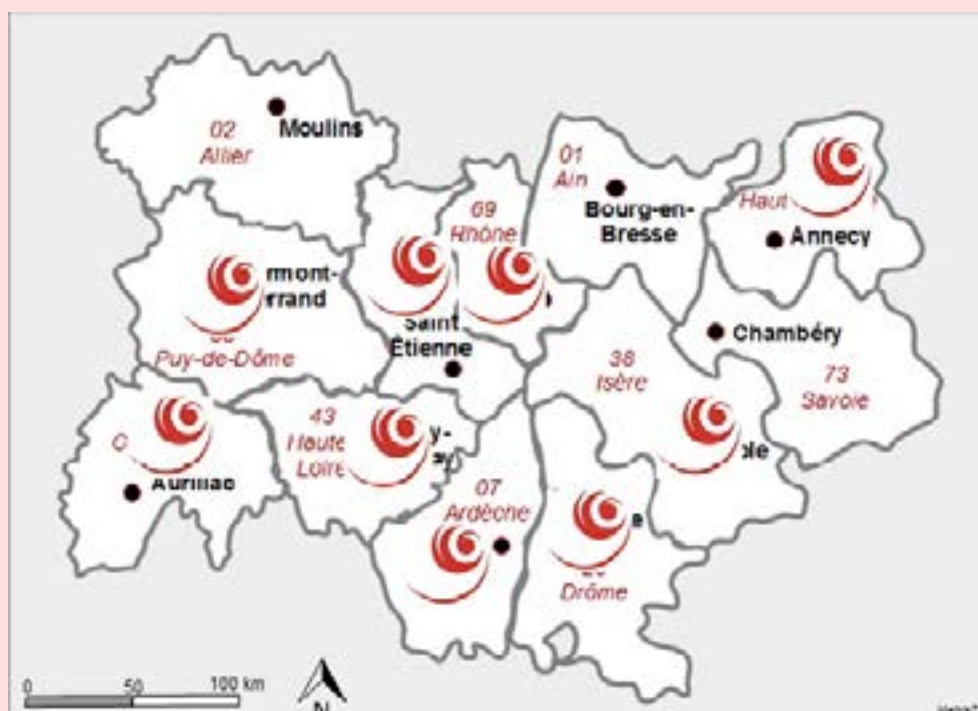 Moulins
02
Allier
01
Ain
Bourg-en-
Bresse
69
Rhône
Haut
Annecy
rmont-
rrand
Puy-de-Dôme
Saint
Étienne
Chambéry
38
Isère
73
Savoie
43
Haute
Loire
Aurillac
07
Ardèche
Drôme
0 50 100 km
N